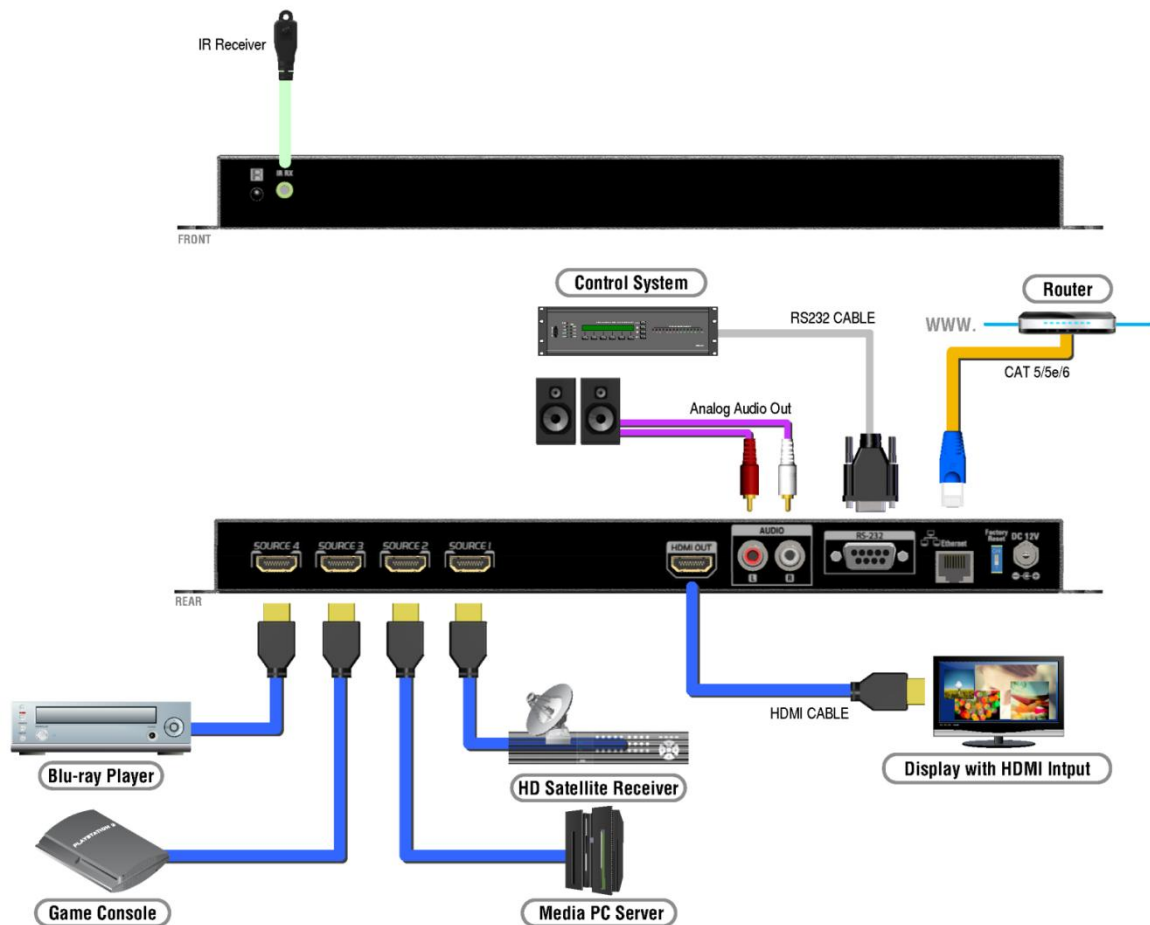 IR Receiver
IR RX
FRONT
Control System
Router
RS232 CABLE
WWW.
CAT 5/5e/6
Analog Audio Out
SOURCE 4
SOURCE 3
SOURCE 2
SOURCE 1
HDMI OUT
AUDIO
L
R
RS-232
Ethernet
Factory
Reset
DC 12V
REAR
HDMI CABLE
Blu-ray Player
HD Satellite Receiver
Display with HDMI Intput
PLAYSTATION 3
Game Console
Media PC Server